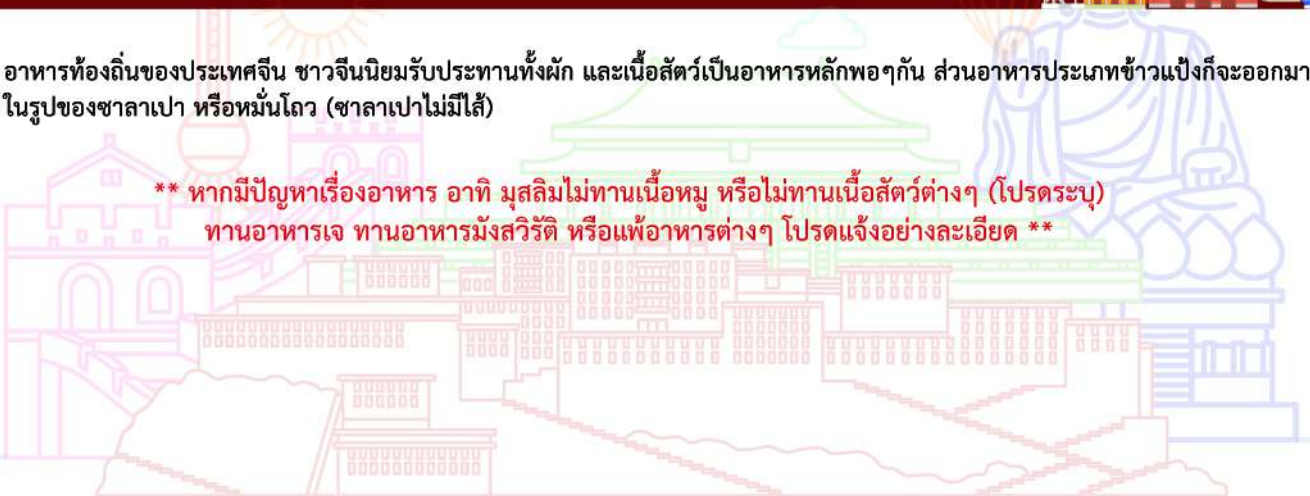 อาหารท้องถิ่นของประเทศจีน ชาวจีนนิยมรับประทานทั้งผัก และเนื้อสัตว์เป็นอาหารหลักพอๆกัน ส่วนอาหารประเภทข้าวแป้งก็จะออกมา
ในรูปของซาลาเปา หรือหมั่นโถว (ซาลาเปาไม่มีไส้)
** หากมีปัญหาเรื่องอาหาร อาทิ มุสลิมไม่ทานเนื้อหมู หรือไม่ทานเนื้อสัตว์ต่างๆ (โปรดระบุ)
ทานอาหารเจ ทานอาหารมังสวิรัติ หรือแพ้อาหารต่างๆ โปรดแจ้งอย่างละเอียด **